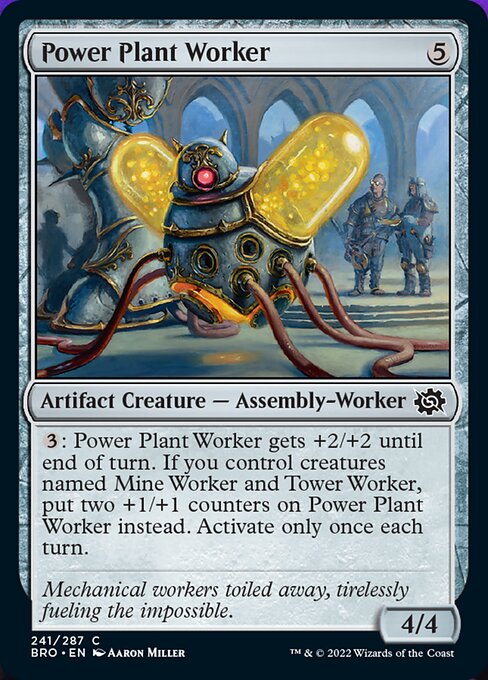 Power Plant Worker 5
Artifact Creature — Assembly-Worker
3: Power Plant Worker gets +2/+2 until
end of turn. If you control creatures
named Mine Worker and Tower Worker,
put two +1/+1 counters on Power Plant
Worker instead. Activate only once each
turn.
Mechanical workers toiled away, tirelessly
fueling the impossible.
4/4
241/287 C
BRO • EN Aaron Miller
™ & © 2022 Wizards of the Coast